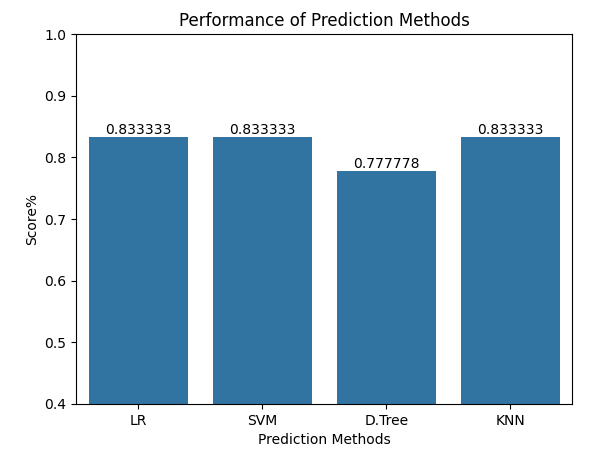 Performance of Prediction Methods
1.0
0.9
0.8
0.7
0.6
0.5
0.4
Score%
0.833333
0.833333
0.777778
0.833333
LR
SVM
D.Tree
KNN
Prediction Methods